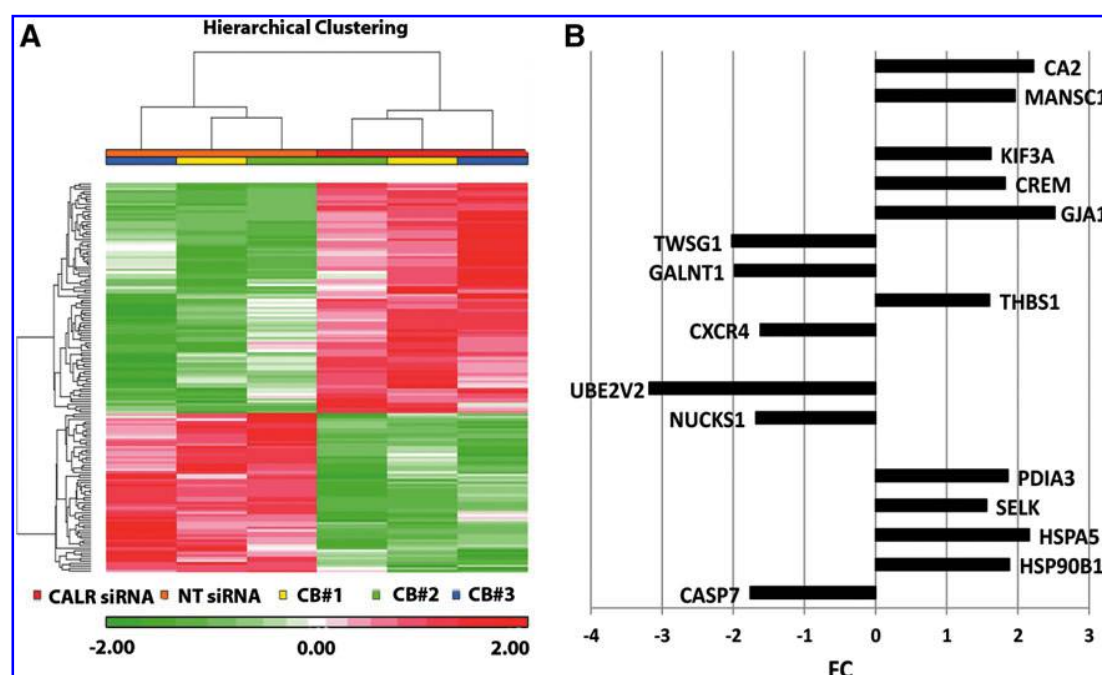 A
Hierarchical Clustering
CALR siRNA NT siRNA CB#1 CB#2 CB#3
-2.00 0.00 2.00
B
CA2
MANSC1
KIF3A
CREM
GJA1
TWSG1
GALNT1
THBS1
CXCR4
UBE2V2
NUCKS1
PDIA3
SELK
HSPA5
HSP90B1
CASP7
-4 -3 -2 -1 0 1 2 3
FC